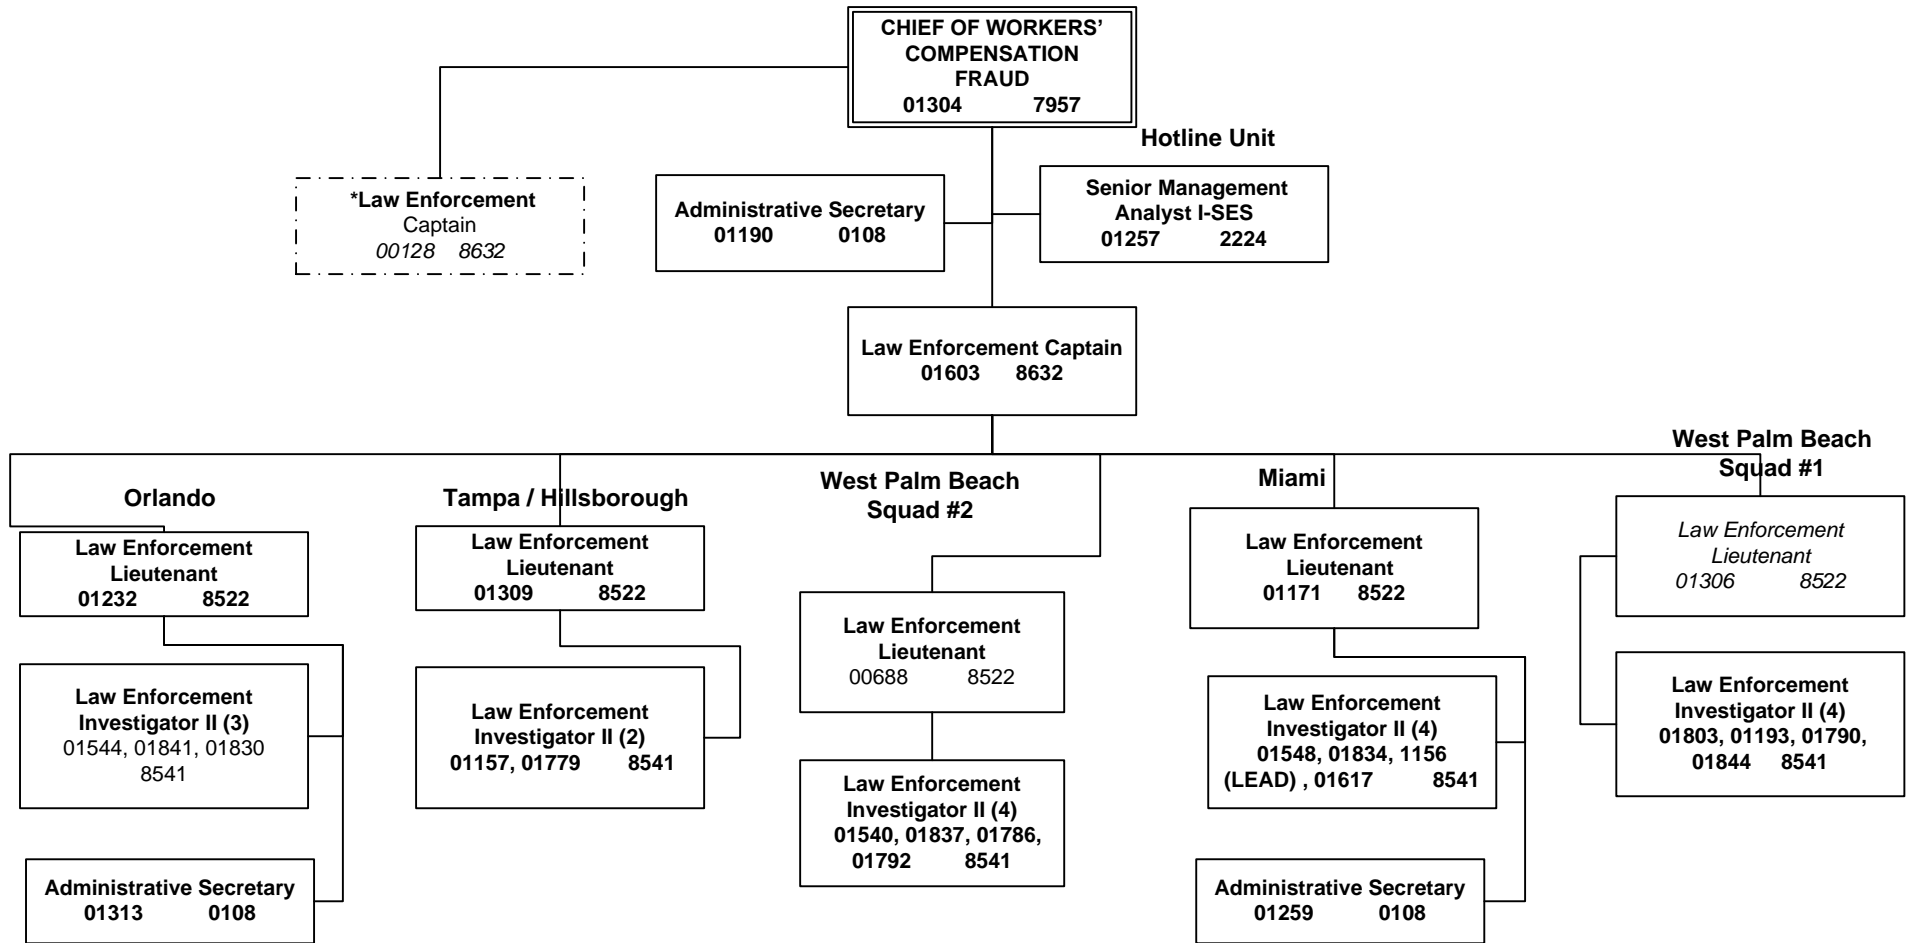 CHIEF OF WORKERS'
COMPENSATION
FRAUD
01304 7957
Hotline Unit
*Law Enforcement
Captain
00128 8632
Administrative Secretary
01190 0108
Senior Management
Analyst I-SES
01257 2224
Law Enforcement Captain
01603 8632
Orlando
Law Enforcement
Lieutenant
01232 8522
Law Enforcement
Investigator II (3)
01544, 01841, 01830
8541
Administrative Secretary
01313 0108
Tampa / Hillsborough
Law Enforcement
Lieutenant
01309 8522
Law Enforcement
Investigator II (2)
01157, 01779 8541
West Palm Beach
Squad #2
Law Enforcement
Lieutenant
00688 8522
Law Enforcement
Investigator II (4)
01540, 01837, 01786,
01792 8541
Miami
Law Enforcement
Lieutenant
01171 8522
Law Enforcement
Investigator II (4)
01548, 01834, 1156
(LEAD) , 01617 8541
Administrative Secretary
01259 0108
West Palm Beach
Squad #1
Law Enforcement
Lieutenant
01306 8522
Law Enforcement
Investigator II (4)
01803, 01193, 01790,
01844 8541